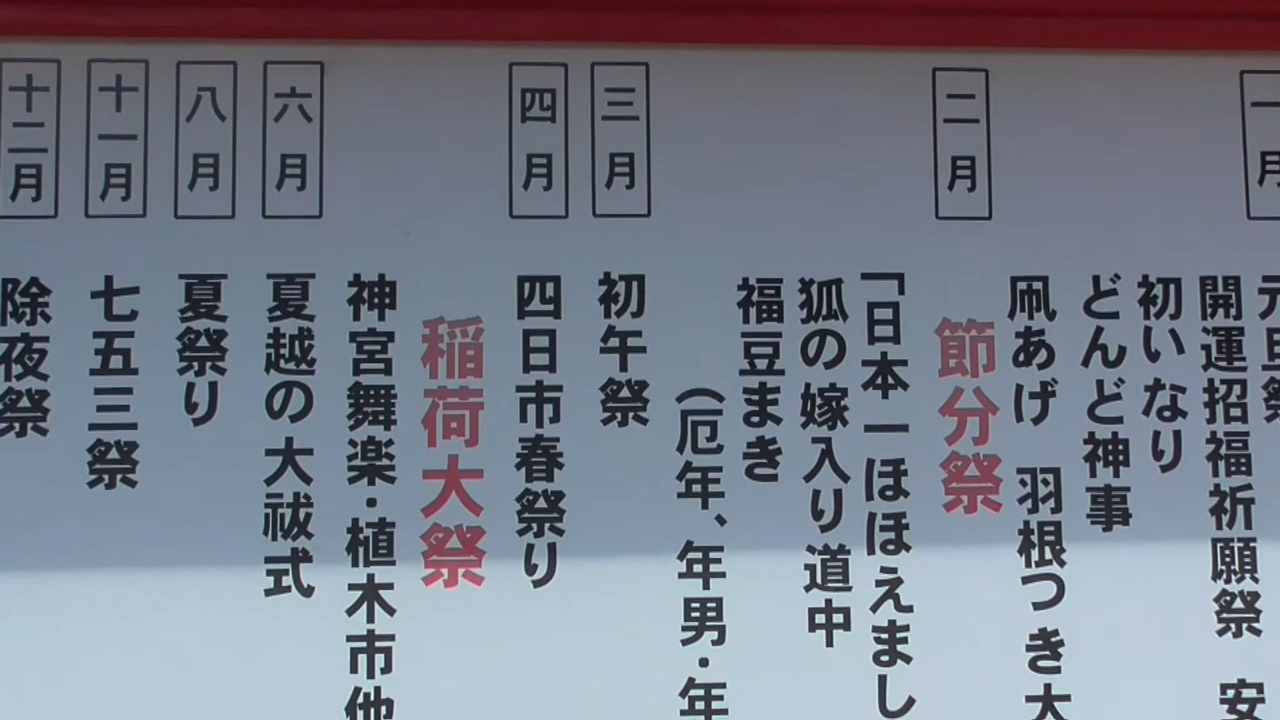 一月
元旦祭
開運招福祈願祭 安
初いなり
どんど神事
凧あげ 羽根つき大
二月
節分祭
「日本一ほほえまし
狐の嫁入り道中
福豆まき
(厄年、年男・年
三月
初午祭
四月
四日市春祭り
稲荷大祭
神宮舞楽・植木市他
六月
夏越の大祓式
八月
夏祭り
十一月
七五三祭
十二月
除夜祭